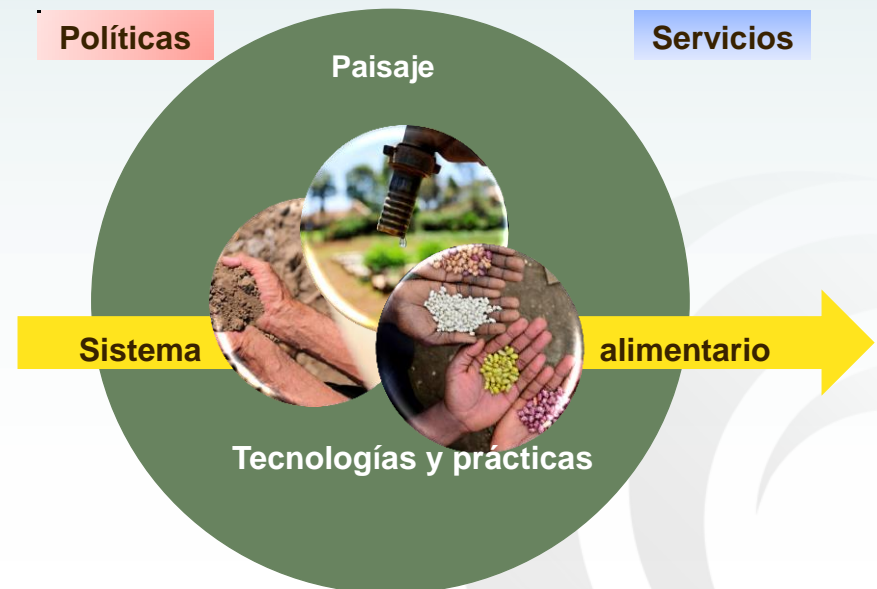 Políticas
Servicios
Paisaje
Sistema alimentario
Tecnologías y prácticas